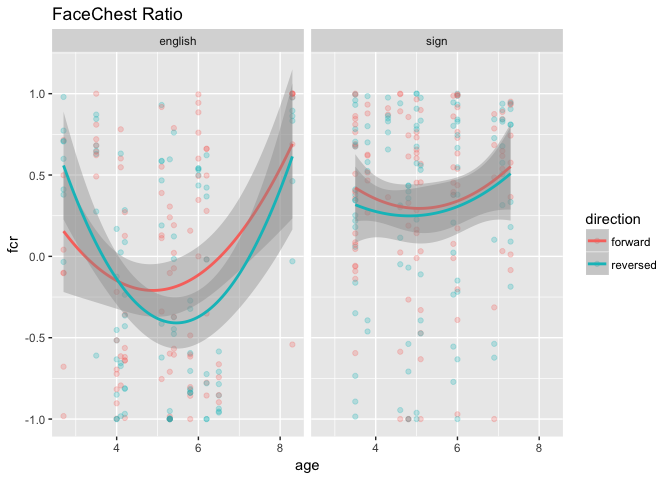 FaceChest Ratio
english
sign
1.0
0.5
0.0
-0.5
-1.0
fcr
4
6
8
4
6
8
age
direction
forward
reversed